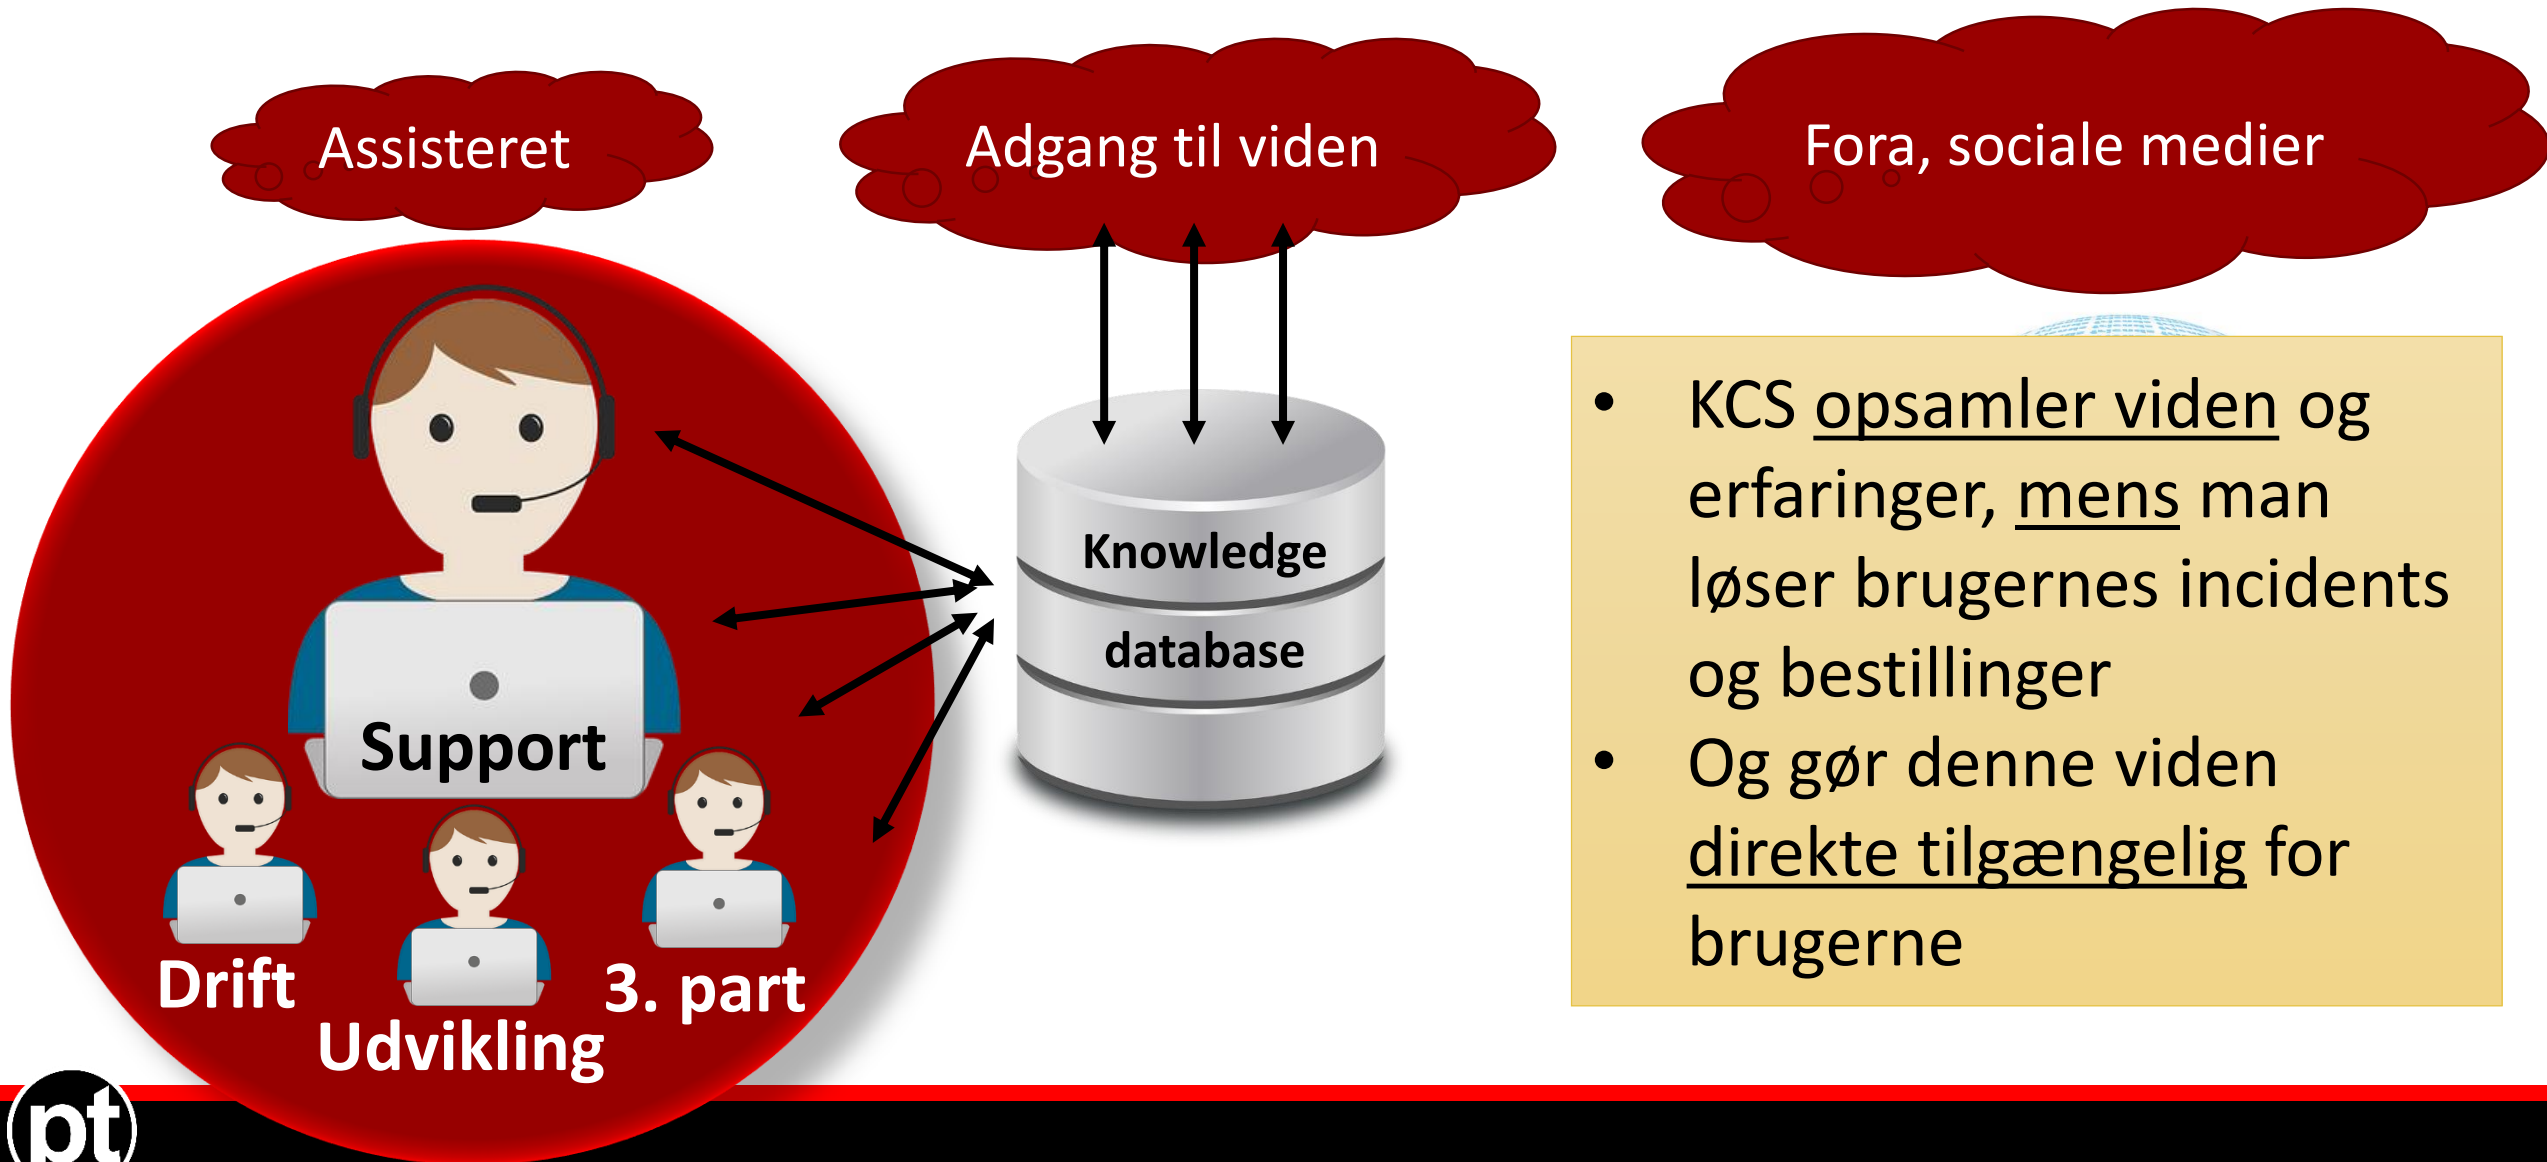 Assisteret
Adgang til viden
Fora, sociale medier
Support
Drift
Udvikling
3. part
Knowledge
database
• KCS opsamler viden og
erfaringer, mens man
løser brugernes incidents
og bestillinger
• Og gør denne viden
direkte tilgængelig for
brugerne
pt